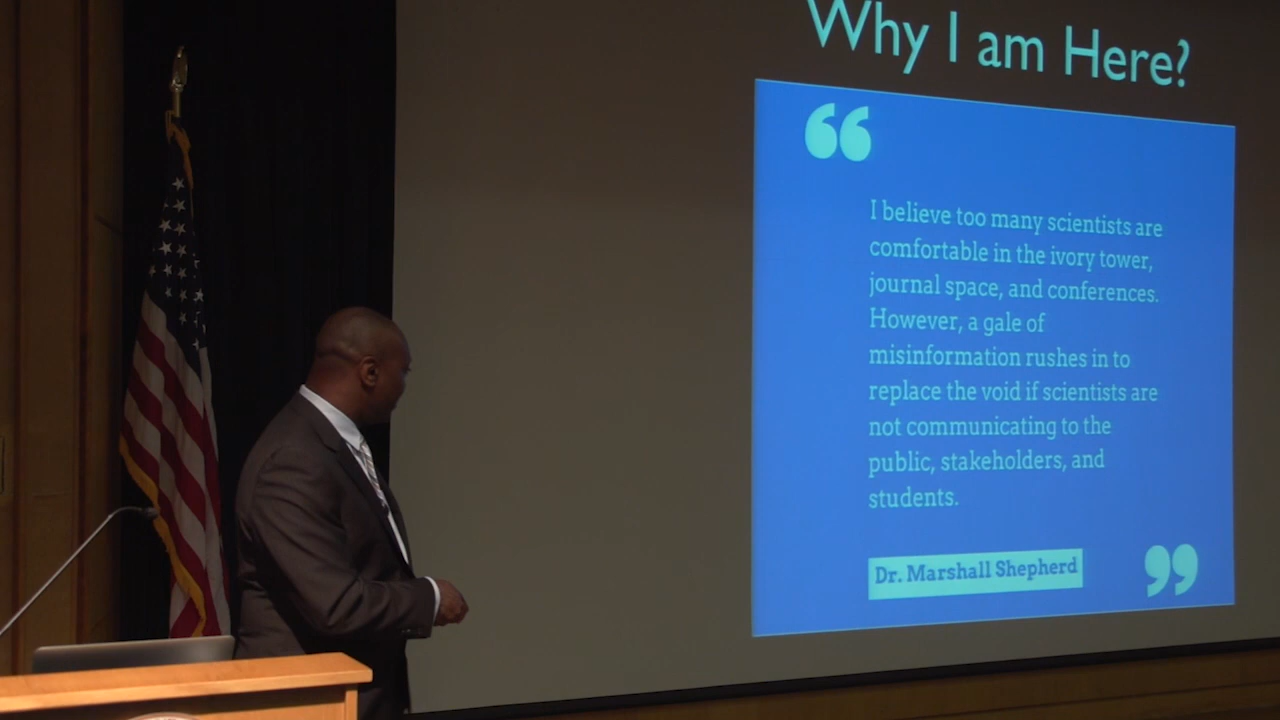 Why I am Here?
“
I believe too many scientists are
comfortable in the ivory tower,
journal space, and conferences.
However, a gale of
misinformation rushes in to
replace the void if scientists are
not communicating to the
public, stakeholders, and
students.
Dr. Marshall Shepherd
”